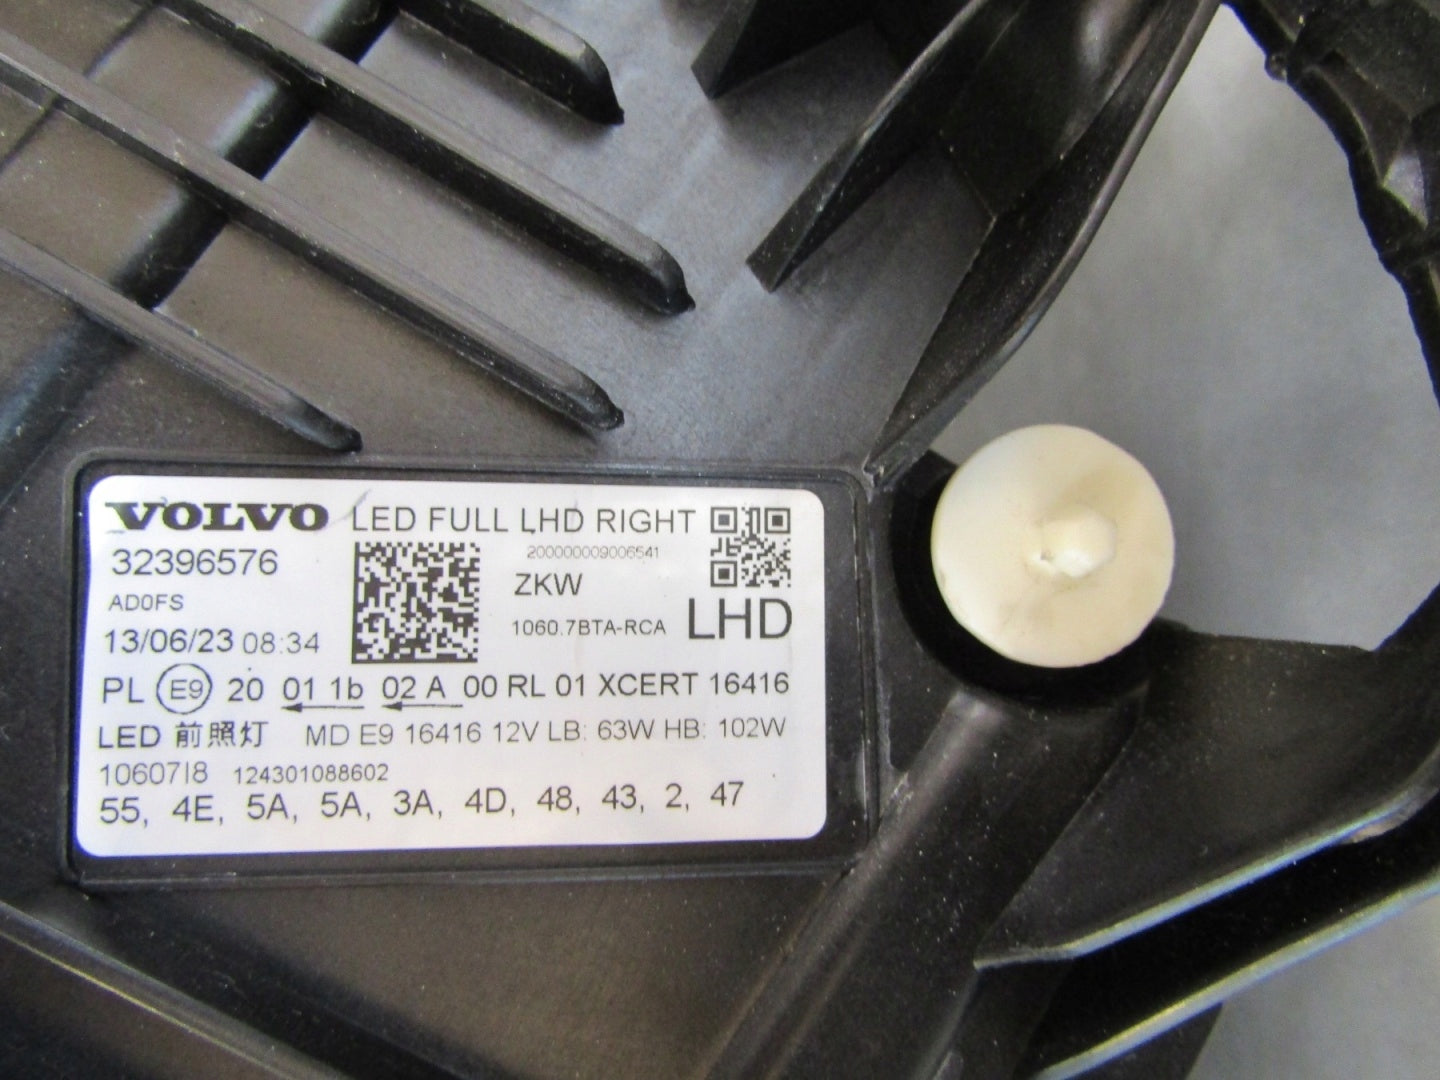 VOLVO LED FULL LHD RIGHT
32396576 200000009006541
AD0FS ZKW
13/06/23 08:34 1060.7BTA-RCA LHD
PL E9 20 01 1b 02 A 00 RL 01 XCERT 16416
LED 前照灯 MD E9 16416 12V LB: 63W HB: 102W
10607I8 124301088602
55, 4E, 5A, 5A, 3A, 4D, 48, 43, 2, 47